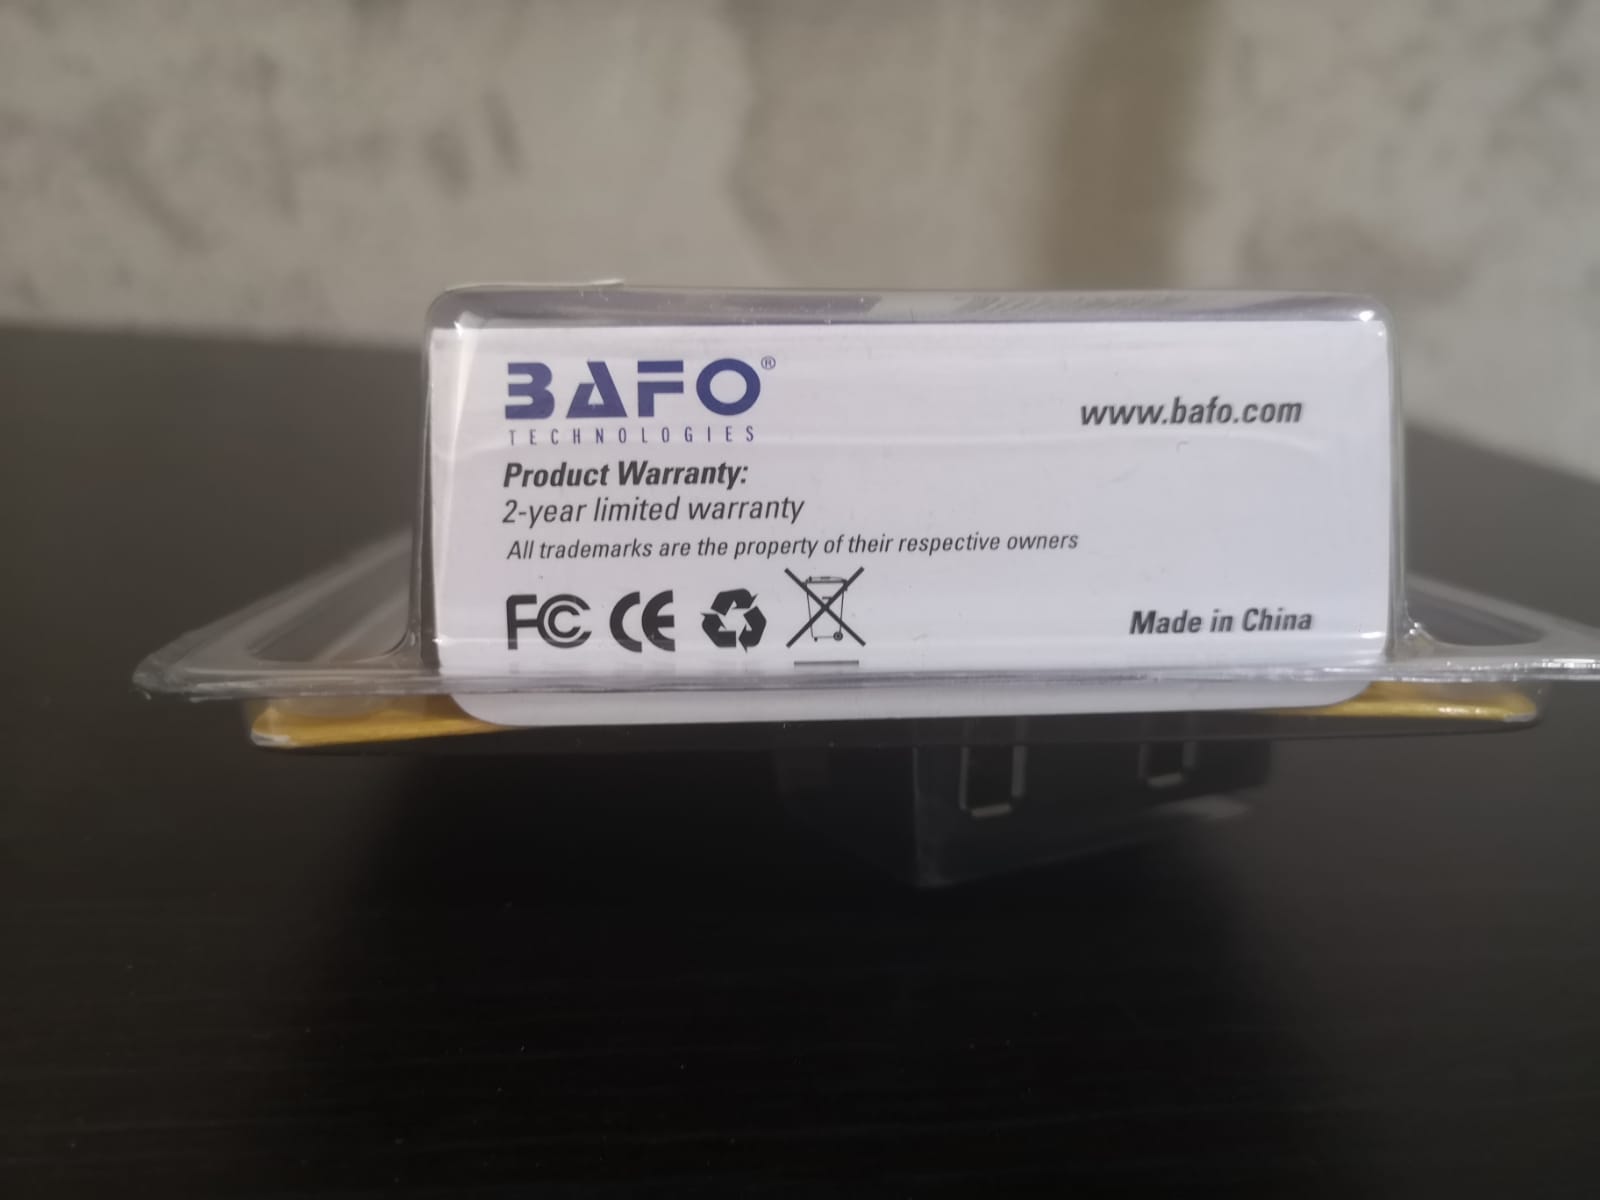 BAFO®
TECHNOLOGIES
www.bafo.com
Product Warranty:
2-year limited warranty
All trademarks are the property of their respective owners
FC CE
Made in China